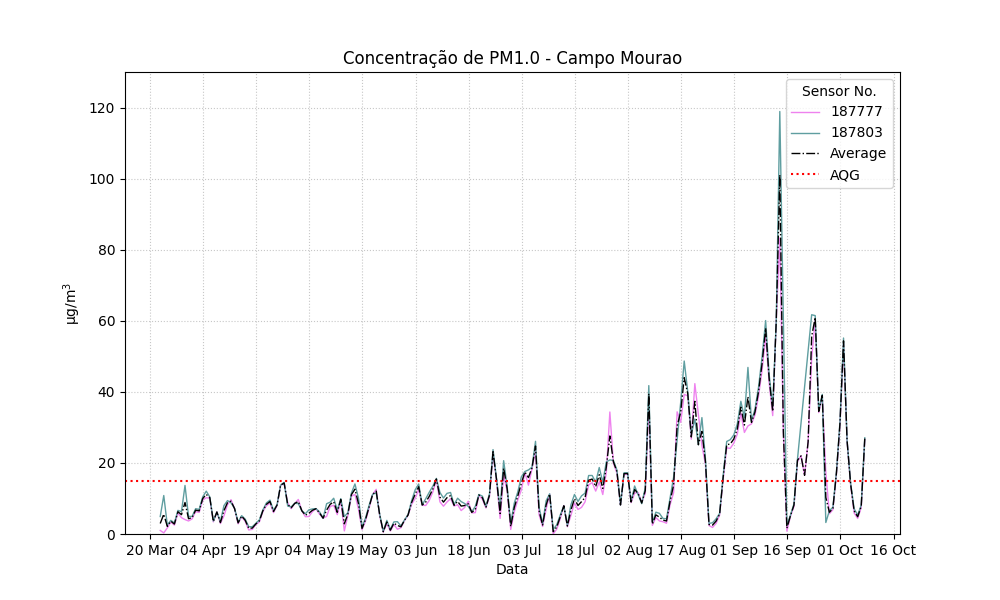 Concentração de PM1.0 - Campo Mourao
Sensor No.
187777
187803
Average
AQG
120
100
80
60
40
20
0
µg/m³
20 Mar 04 Apr 19 Apr 04 May 19 May 03 Jun 18 Jun 03 Jul 18 Jul 02 Aug 17 Aug 01 Sep 16 Sep 01 Oct 16 Oct
Data